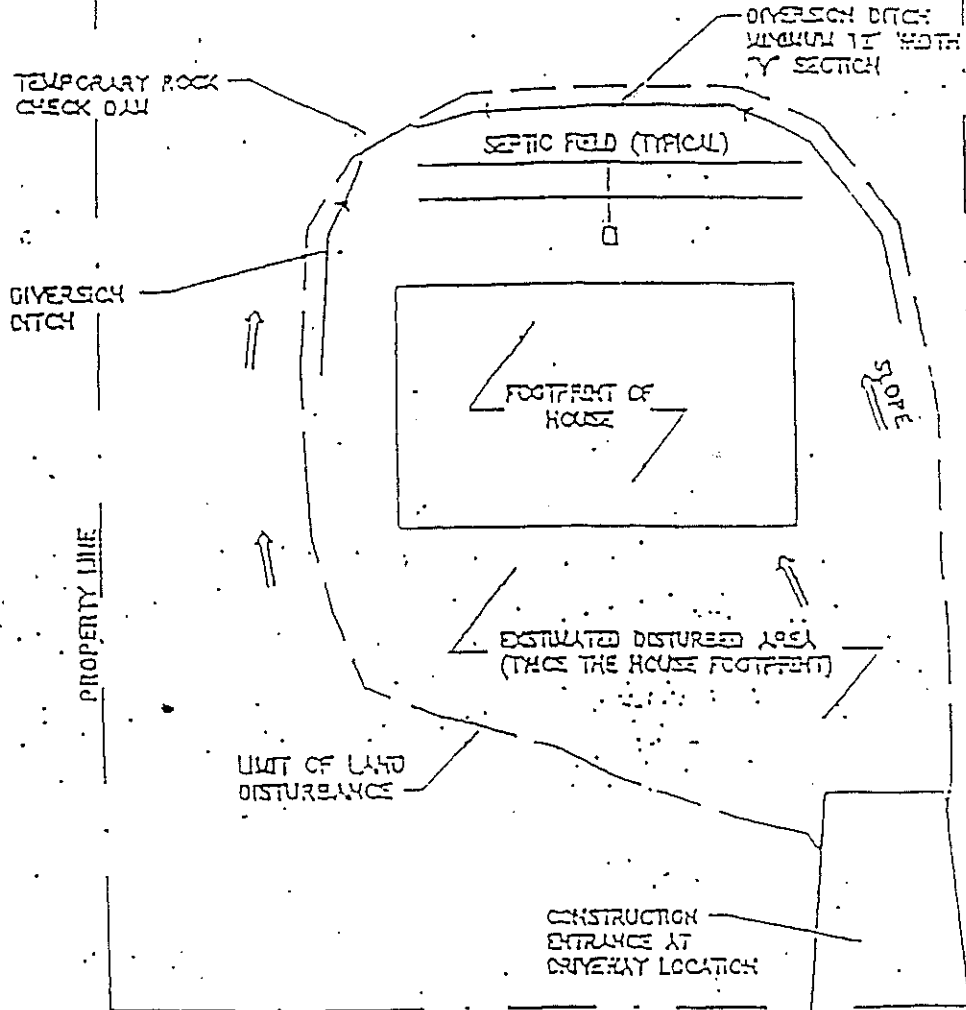 DIVERSION DITCH
MINIMUM 12" WIDTH
"V" SECTION
TEMPORARY ROCK
CHECK DAM
SEPTIC FIELD (TYPICAL)
DIVERSION
DITCH
SLOPE
FOOTPRINT OF
HOUSE
PROPERTY LINE
ESTIMATED DISTURBED AREA
(TWICE THE HOUSE FOOTPRINT)
LIMIT OF LAND
DISTURBANCE
CONSTRUCTION
ENTRANCE AT
DRIVEWAY LOCATION